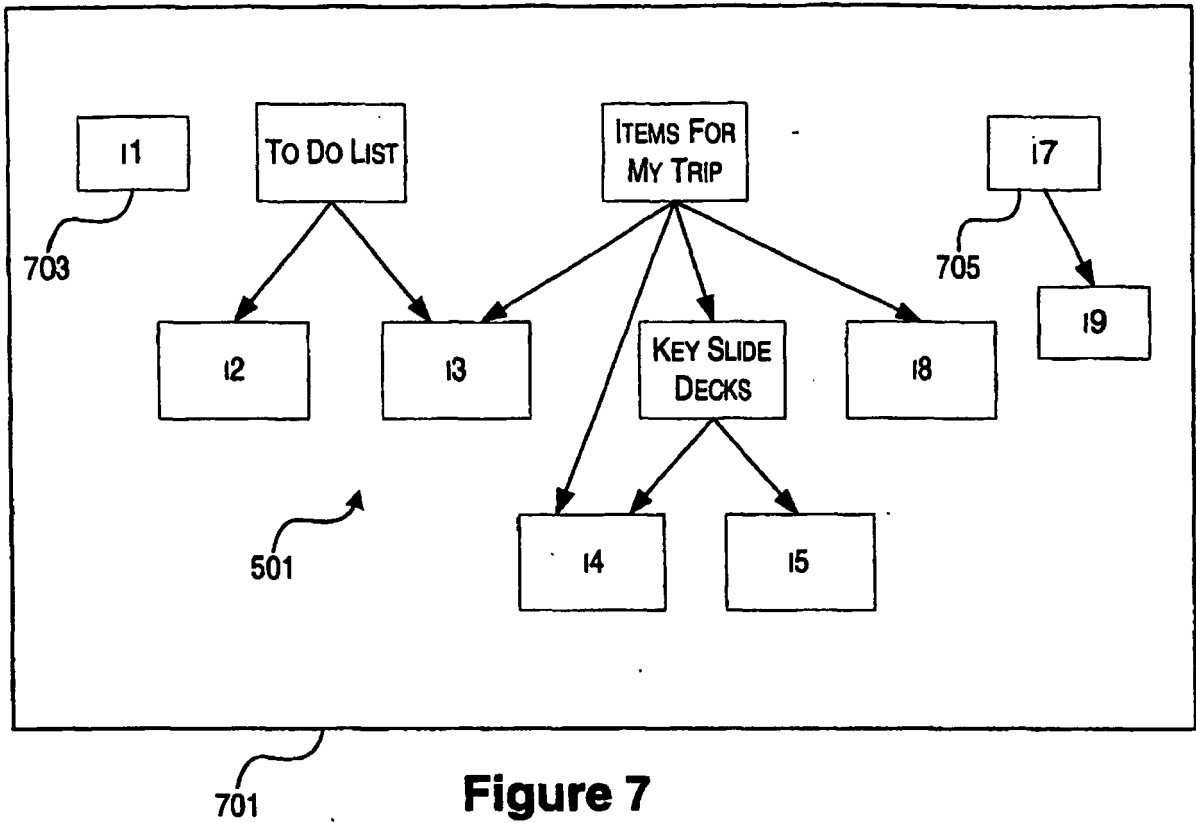 I1
TO DO LIST
ITEMS FOR
MY TRIP
i7
703
705
I2
I3
KEY SLIDE
DECKS
I8
I9
501
I4
I5
701
Figure 7